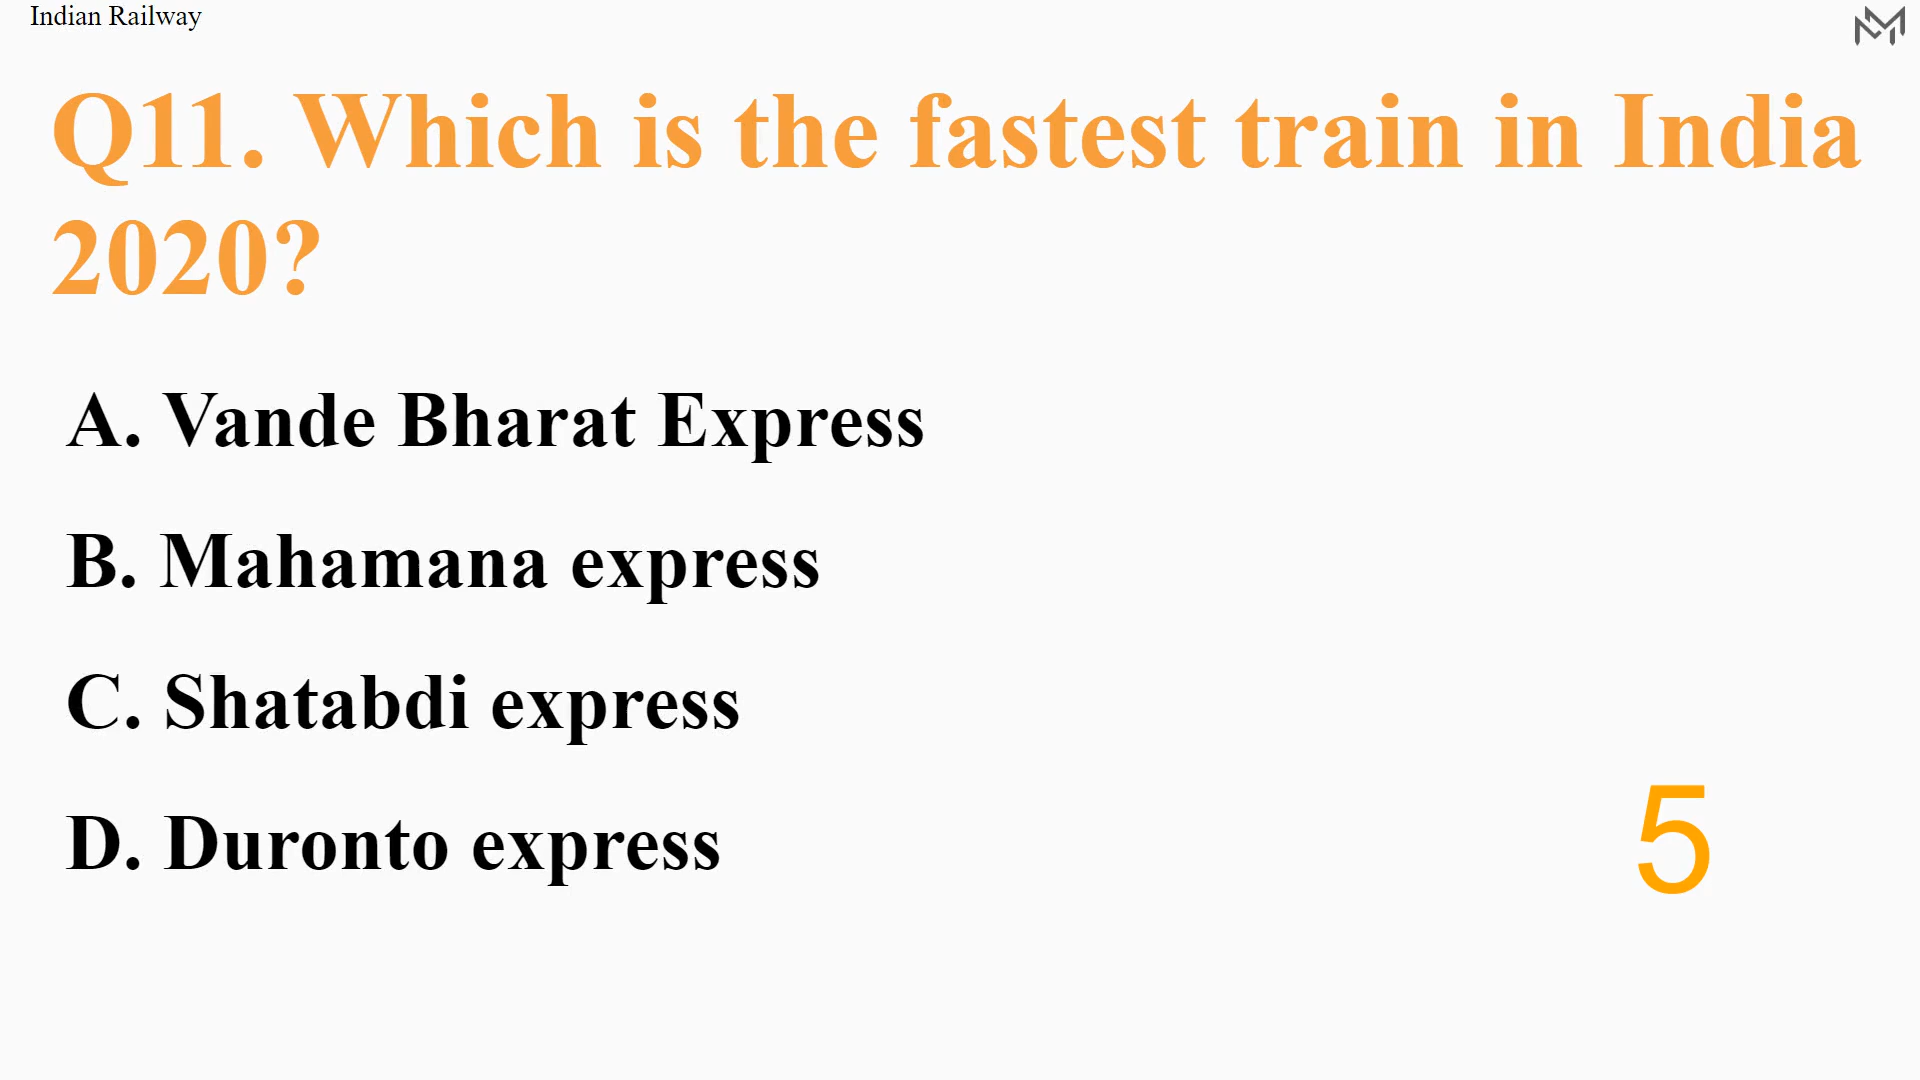 Indian Railway
Q11. Which is the fastest train in India
2020?
A. Vande Bharat Express
B. Mahamana express
C. Shatabdi express
D. Duronto express
5